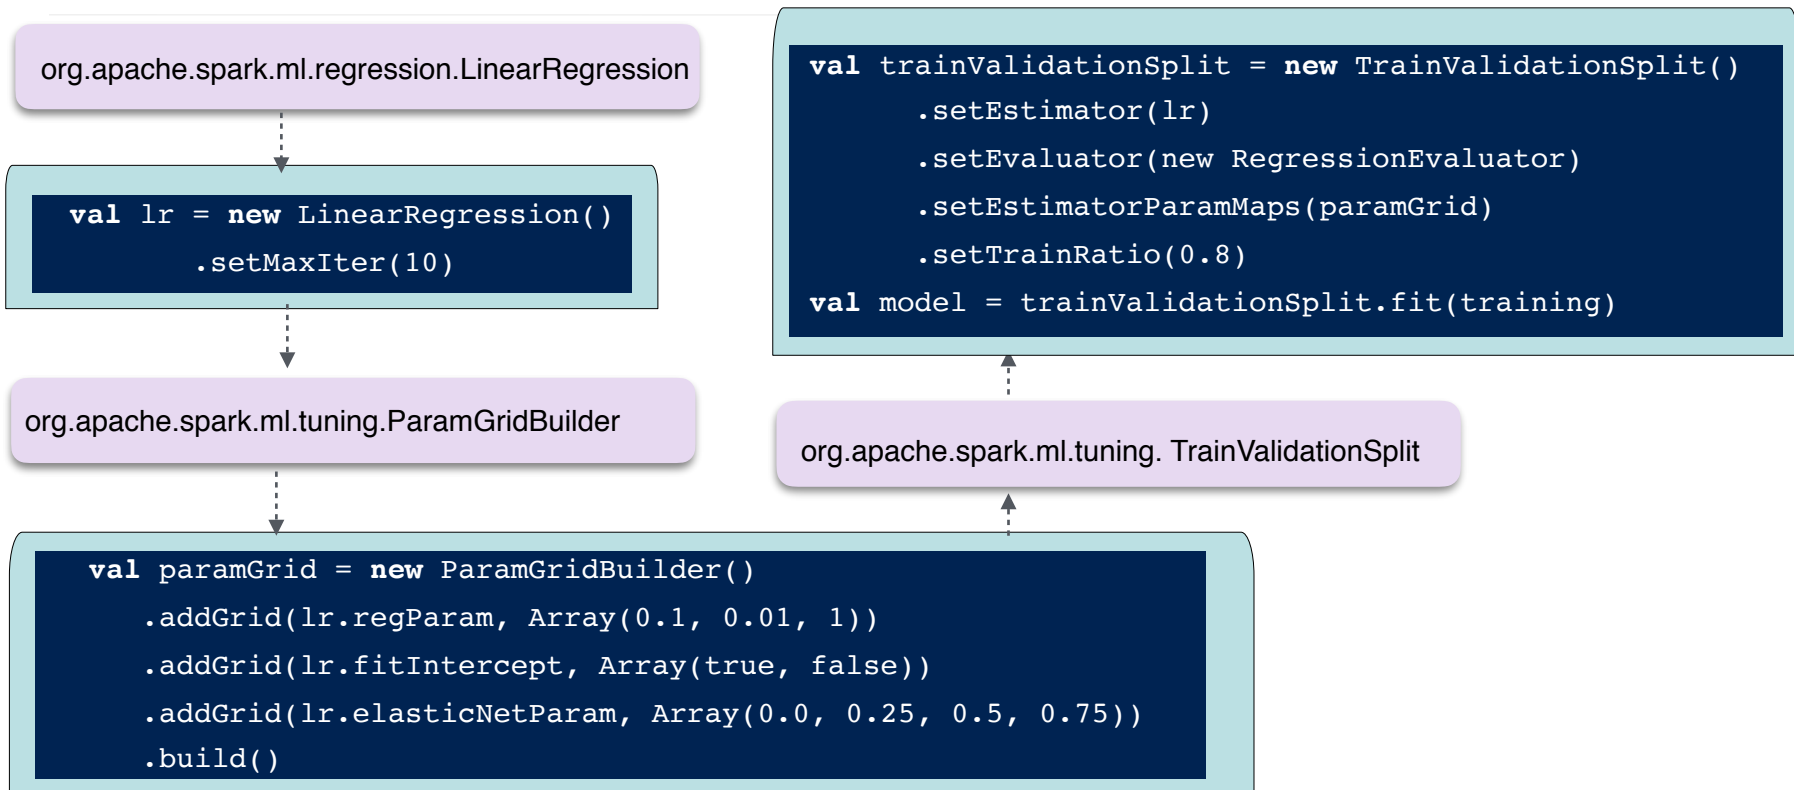 org.apache.spark.ml.regression.LinearRegression
val lr = new LinearRegression()
.setMaxIter(10)
org.apache.spark.ml.tuning.ParamGridBuilder
val paramGrid = new ParamGridBuilder()
.addGrid(lr.regParam, Array(0.1, 0.01, 1))
.addGrid(lr.fitIntercept, Array(true, false))
.addGrid(lr.elasticNetParam, Array(0.0, 0.25, 0.5, 0.75))
.build()
org.apache.spark.ml.tuning. TrainValidationSplit
val trainValidationSplit = new TrainValidationSplit()
.setEstimator(lr)
.setEvaluator(new RegressionEvaluator)
.setEstimatorParamMaps(paramGrid)
.setTrainRatio(0.8)
val model = trainValidationSplit.fit(training)